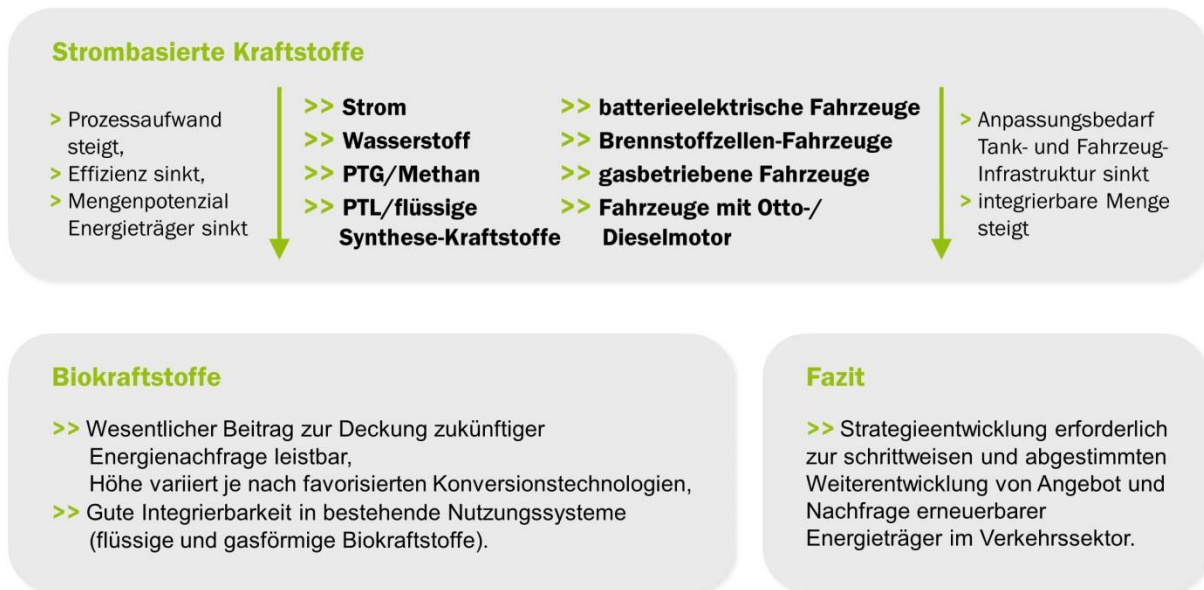 Strombasierte Kraftstoffe
> Prozessaufwand
steigt,
> Effizienz sinkt,
> Mengenpotenzial
Energieträger sinkt
>> Strom
>> Wasserstoff
>> PTG/Methan
>> PTL/flüssige
Synthese-Kraftstoffe
>> batterieelektrische Fahrzeuge
>> Brennstoffzellen-Fahrzeuge
>> gasbetriebene Fahrzeuge
>> Fahrzeuge mit Otto-/
Dieselmotor
> Anpassungsbedarf
Tank- und Fahrzeug-
Infrastruktur sinkt
> integrierbare Menge
steigt
Biokraftstoffe
>> Wesentlicher Beitrag zur Deckung zukünftiger
Energienachfrage leistbar,
Höhe variiert je nach favorisierten Konversionstechnologien,
>> Gute Integrierbarkeit in bestehende Nutzungssysteme
(flüssige und gasförmige Biokraftstoffe).
Fazit
>> Strategieentwicklung erforderlich
zur schrittweisen und abgestimmten
Weiterentwicklung von Angebot und
Nachfrage erneuerbarer
Energieträger im Verkehrssektor.